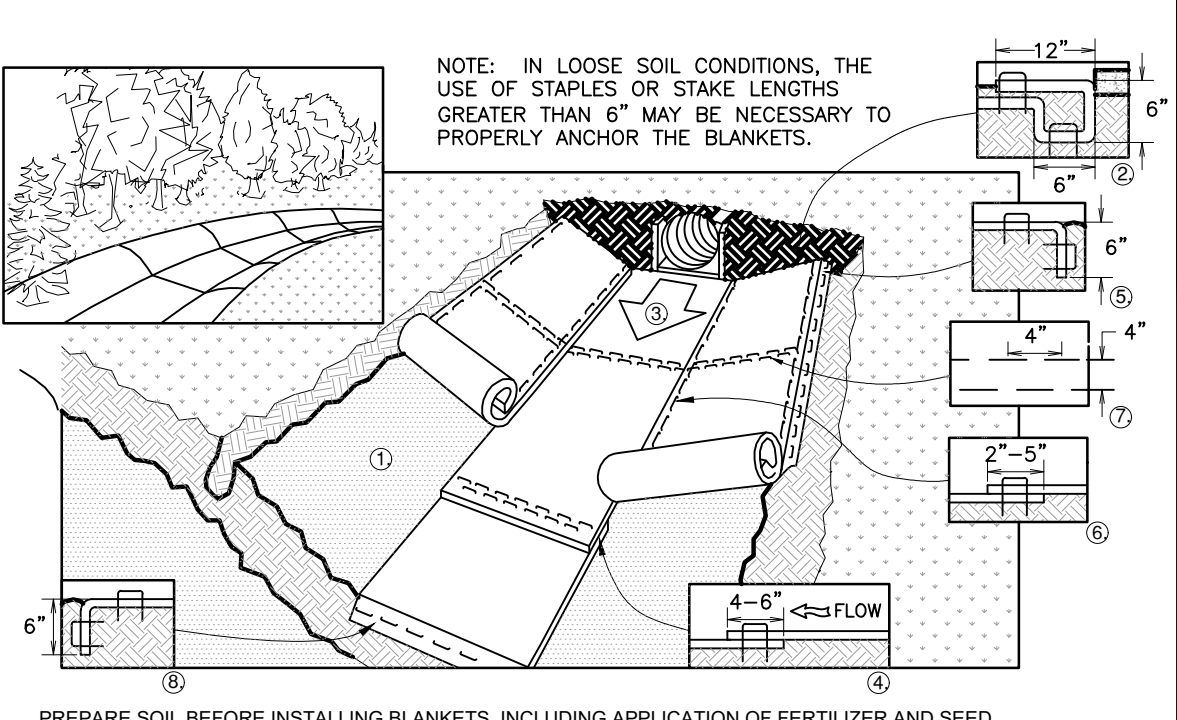 NOTE: IN LOOSE SOIL CONDITIONS, THE
USE OF STAPLES OR STAKE LENGTHS
GREATER THAN 6" MAY BE NECESSARY TO
PROPERLY ANCHOR THE BLANKETS.
12"
6"
6"
2.
6"
5.
3.
4"
4"
7.
1.
2"-5"
6.
4-6"
FLOW
4.
6"
8.
PREPARE SOIL BEFORE INSTALLING BLANKETS, INCLUDING APPLICATION OF FERTILIZER AND SEED.